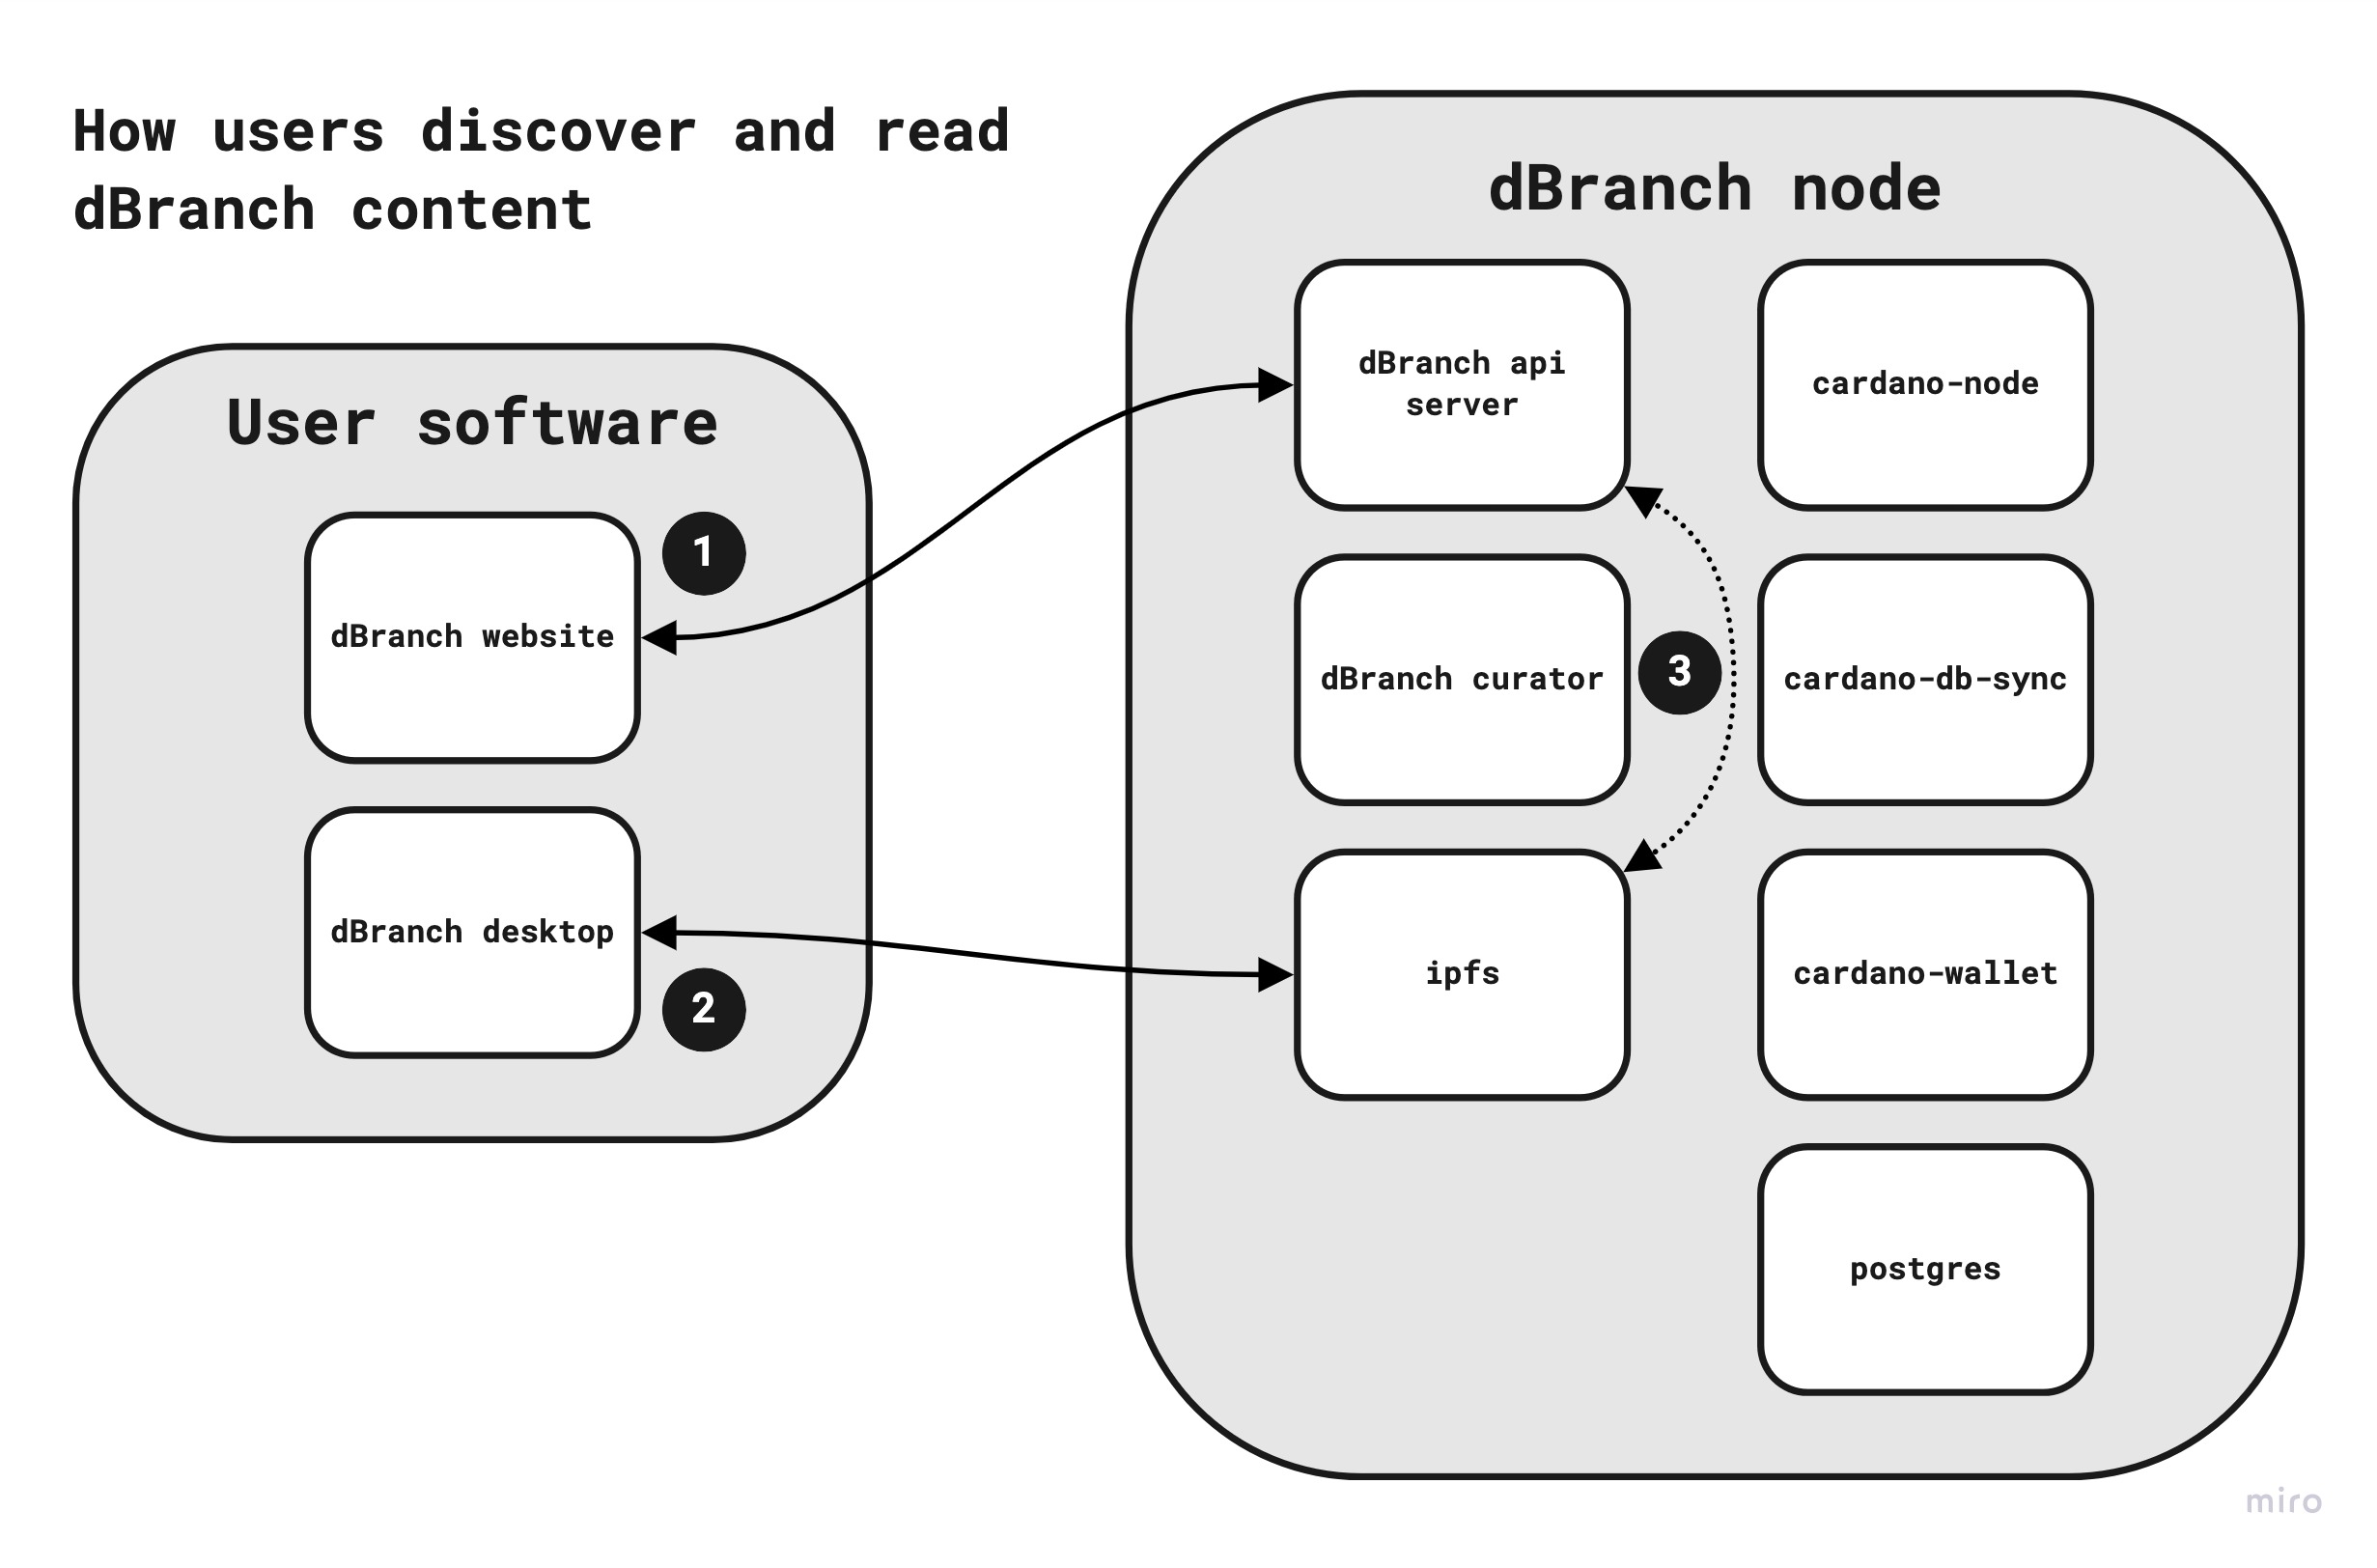 How users discover and read
dBranch content
User software
1
dBranch website
dBranch desktop
2
dBranch node
dBranch api
server
cardano-node
dBranch curator
3
cardano-db-sync
ipfs
cardano-wallet
postgres
miro